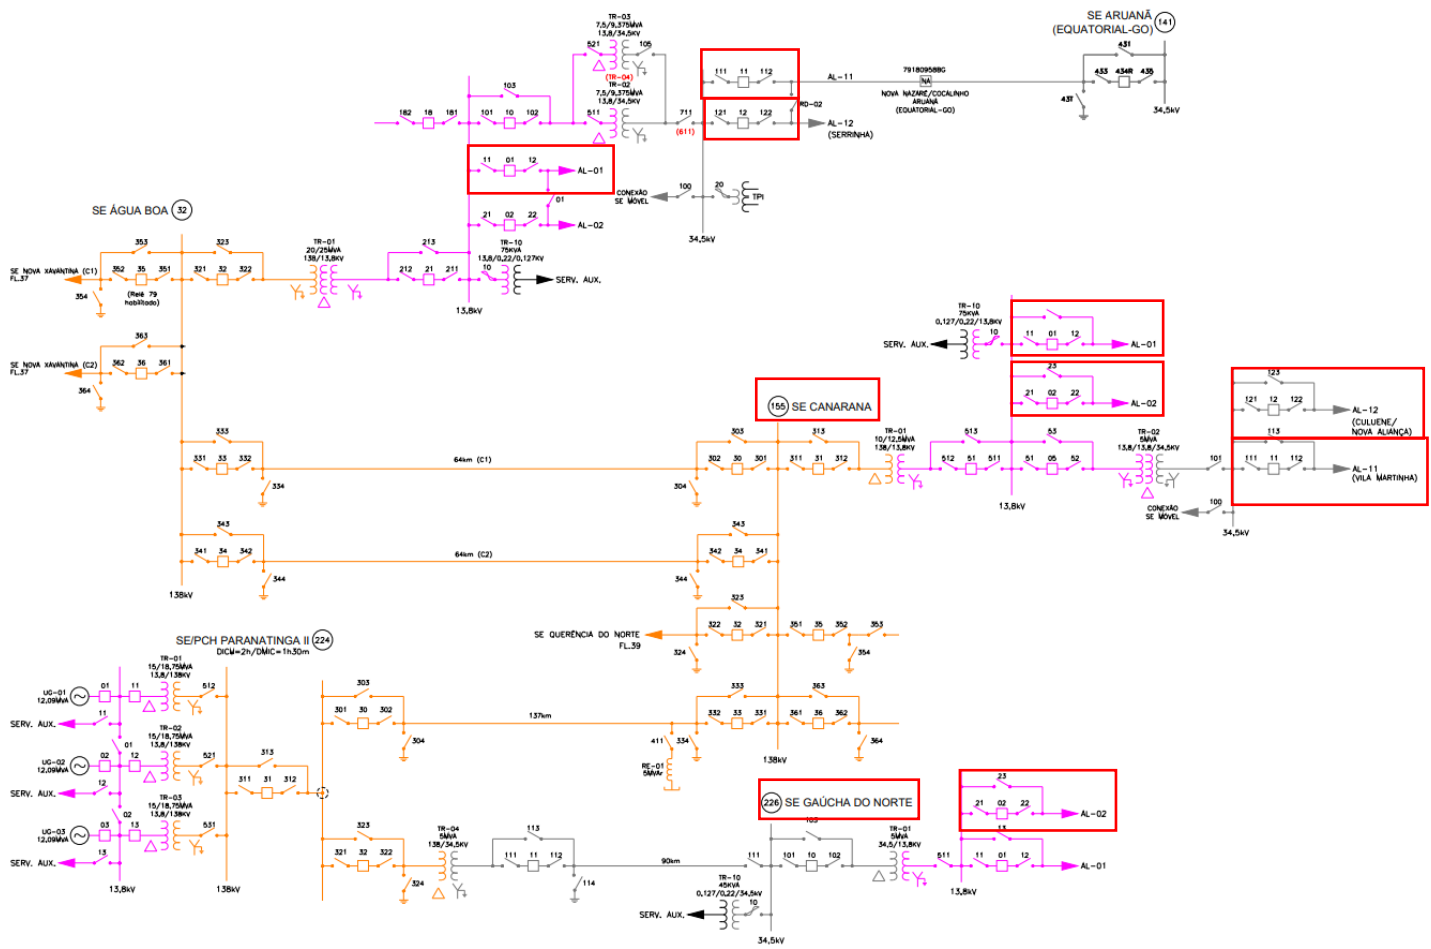 SE ARUANÃ
(EQUATORIAL-GO)
141
TR-03
7,5/9,375MVA
13,8/34,5KV
521
105
(TR-04)
TR-02
7,5/9,375MVA
13,8/34,5KV
511
711
(611)
103
182
18
181
101
10
102
111
11
112
AL-11
121
12
122
RD-02
AL-12
(SERRINHA)
79180958BG
NA
NOVA NAZARÉ/COCALINHO
ARUANÃ
(EQUATORIAL-GO)
431
433
434R
435
43T
34,5kV
11
01
12
AL-01
01
21
02
22
AL-02
CONEXÃO
SE MÓVEL
100
20
TPI
34,5kV
SE ÁGUA BOA
32
353
323
SE NOVA XAVANTINA (C1)
FL.37
352
35
351
321
32
322
354
(Relé 79
habilitado)
TR-01
20/25MVA
138/13,8KV
213
212
21
211
TR-10
75KVA
13,8/0,22/0,127KV
10
SERV. AUX.
13,8kV
363
SE NOVA XAVANTINA (C2)
FL.37
362
36
361
364
333
331
33
332
334
64km (C1)
343
341
34
342
344
64km (C2)
138kV
155
SE CANARANA
303
302
30
301
304
313
311
31
312
TR-01
10/12,5MVA
138/13,8KV
513
512
51
511
53
51
05
52
TR-02
5MVA
13,8/13,8/34,5KV
101
TR-10
75KVA
0,127/0,22/13,8KV
SERV. AUX.
10
11
01
12
AL-01
23
21
02
22
AL-02
13,8kV
123
121
12
122
AL-12
(CULUENE/
NOVA ALIANÇA)
113
111
11
112
AL-11
(VILA MARTINHA)
CONEXÃO
SE MÓVEL
100
34,5kV
343
342
34
341
344
323
SE QUERÊNCIA DO NORTE
FL.39
322
32
321
324
351
35
352
353
354
333
332
33
331
334
363
361
36
362
364
411
RE-01
5MVAr
138kV
SE/PCH PARANATINGA II
224
DICM=2h/DMIC=1h30m
TR-01
15/18,75MVA
13,8/138KV
UG-01
12,09MVA
01
11
512
SERV. AUX.
11
01
TR-02
15/18,75MVA
13,8/138KV
UG-02
12,09MVA
02
12
521
SERV. AUX.
12
02
TR-03
15/18,75MVA
13,8/138KV
UG-03
12,09MVA
03
13
531
SERV. AUX.
13
13,8kV
138kV
313
311
31
312
303
301
30
302
304
137km
323
321
32
322
324
TR-04
5MVA
138/34,5KV
113
111
11
112
114
90km
226
SE GAÚCHA DO NORTE
111
103
101
10
102
TR-01
5MVA
34,5/13,8KV
511
TR-10
45KVA
0,127/0,22/34,5kV
SERV. AUX.
10
34,5kV
23
21
02
22
AL-02
13
11
01
12
AL-01
13,8kV